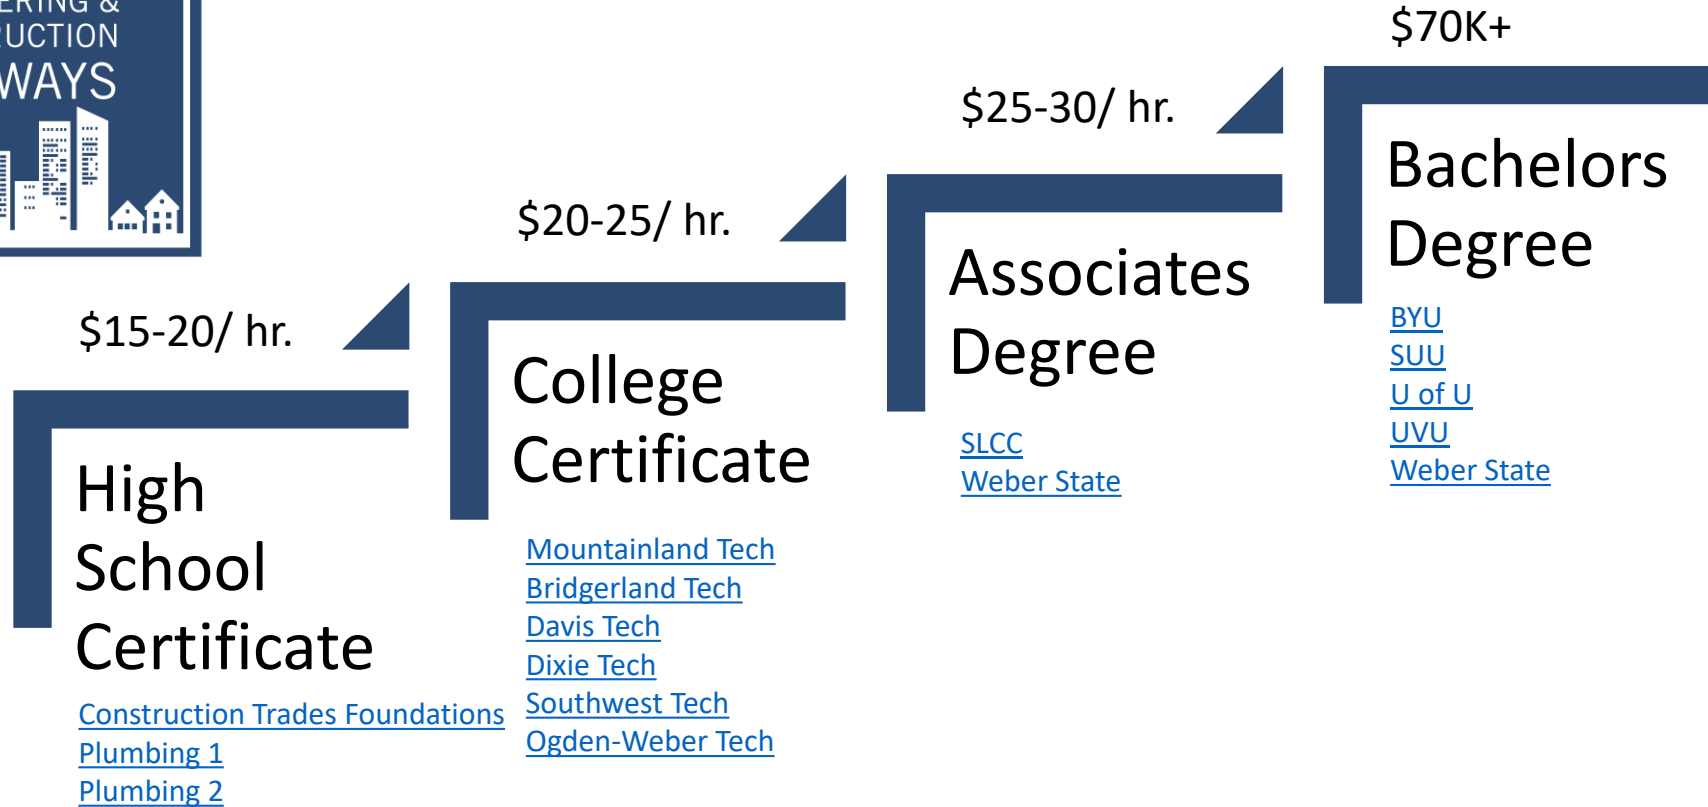 RUCTION
WAYS
$15-20/ hr.
High
School
Certificate
Construction Trades Foundations
Plumbing 1
Plumbing 2
$20-25/ hr.
College
Certificate
Mountainland Tech
Bridgerland Tech
Davis Tech
Dixie Tech
Southwest Tech
Ogden-Weber Tech
$25-30/ hr.
Associates
Degree
SLCC
Weber State
$70K+
Bachelors
Degree
BYU
SUU
U of U
UVU
Weber State